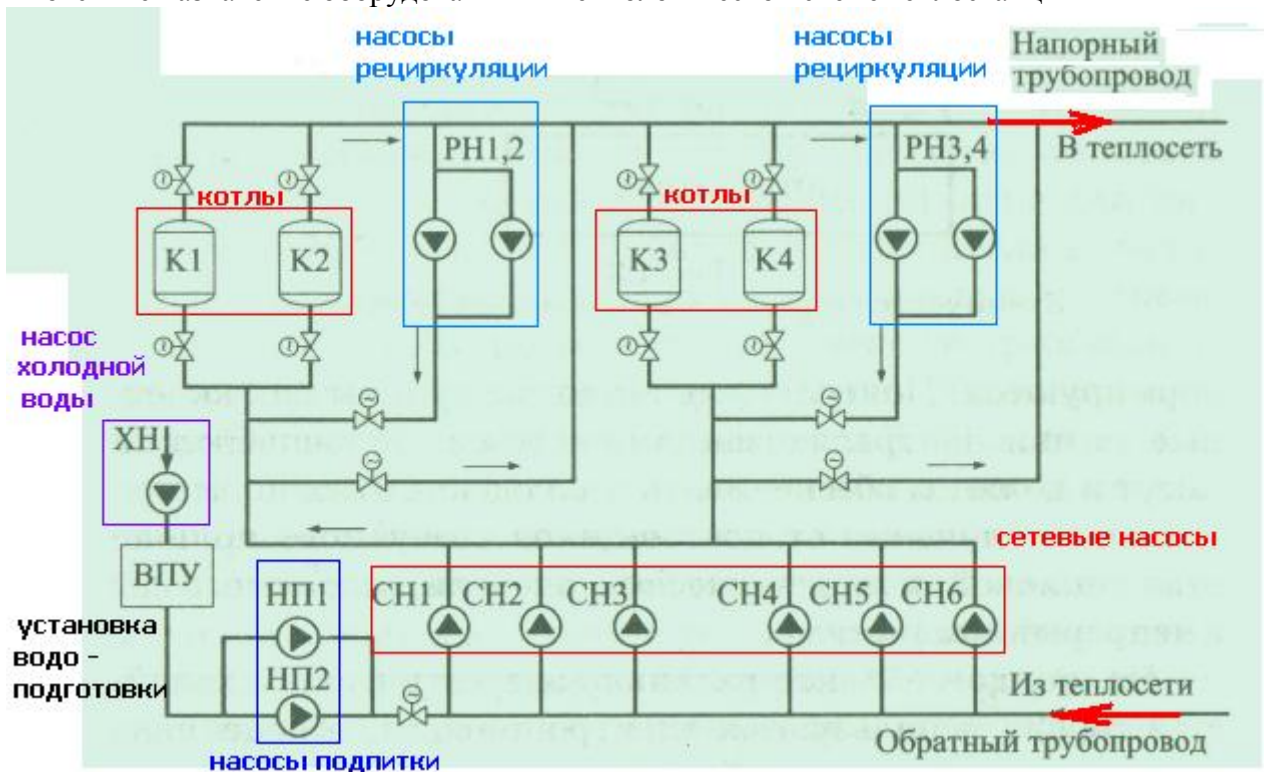 насосы
рециркуляции
насосы
рециркуляции
Напорный
трубопровод
РН1,2
РН3,4
В теплосеть
котлы
котлы
К1
К2
К3
К4
насос
холодной
воды
ХН
сетевые насосы
ВПУ
НП1
СН1
СН2
СН3
СН4
СН5
СН6
установка
водо -
подготовки
НП2
Из теплосети
Обратный трубопровод
насосы подпитки